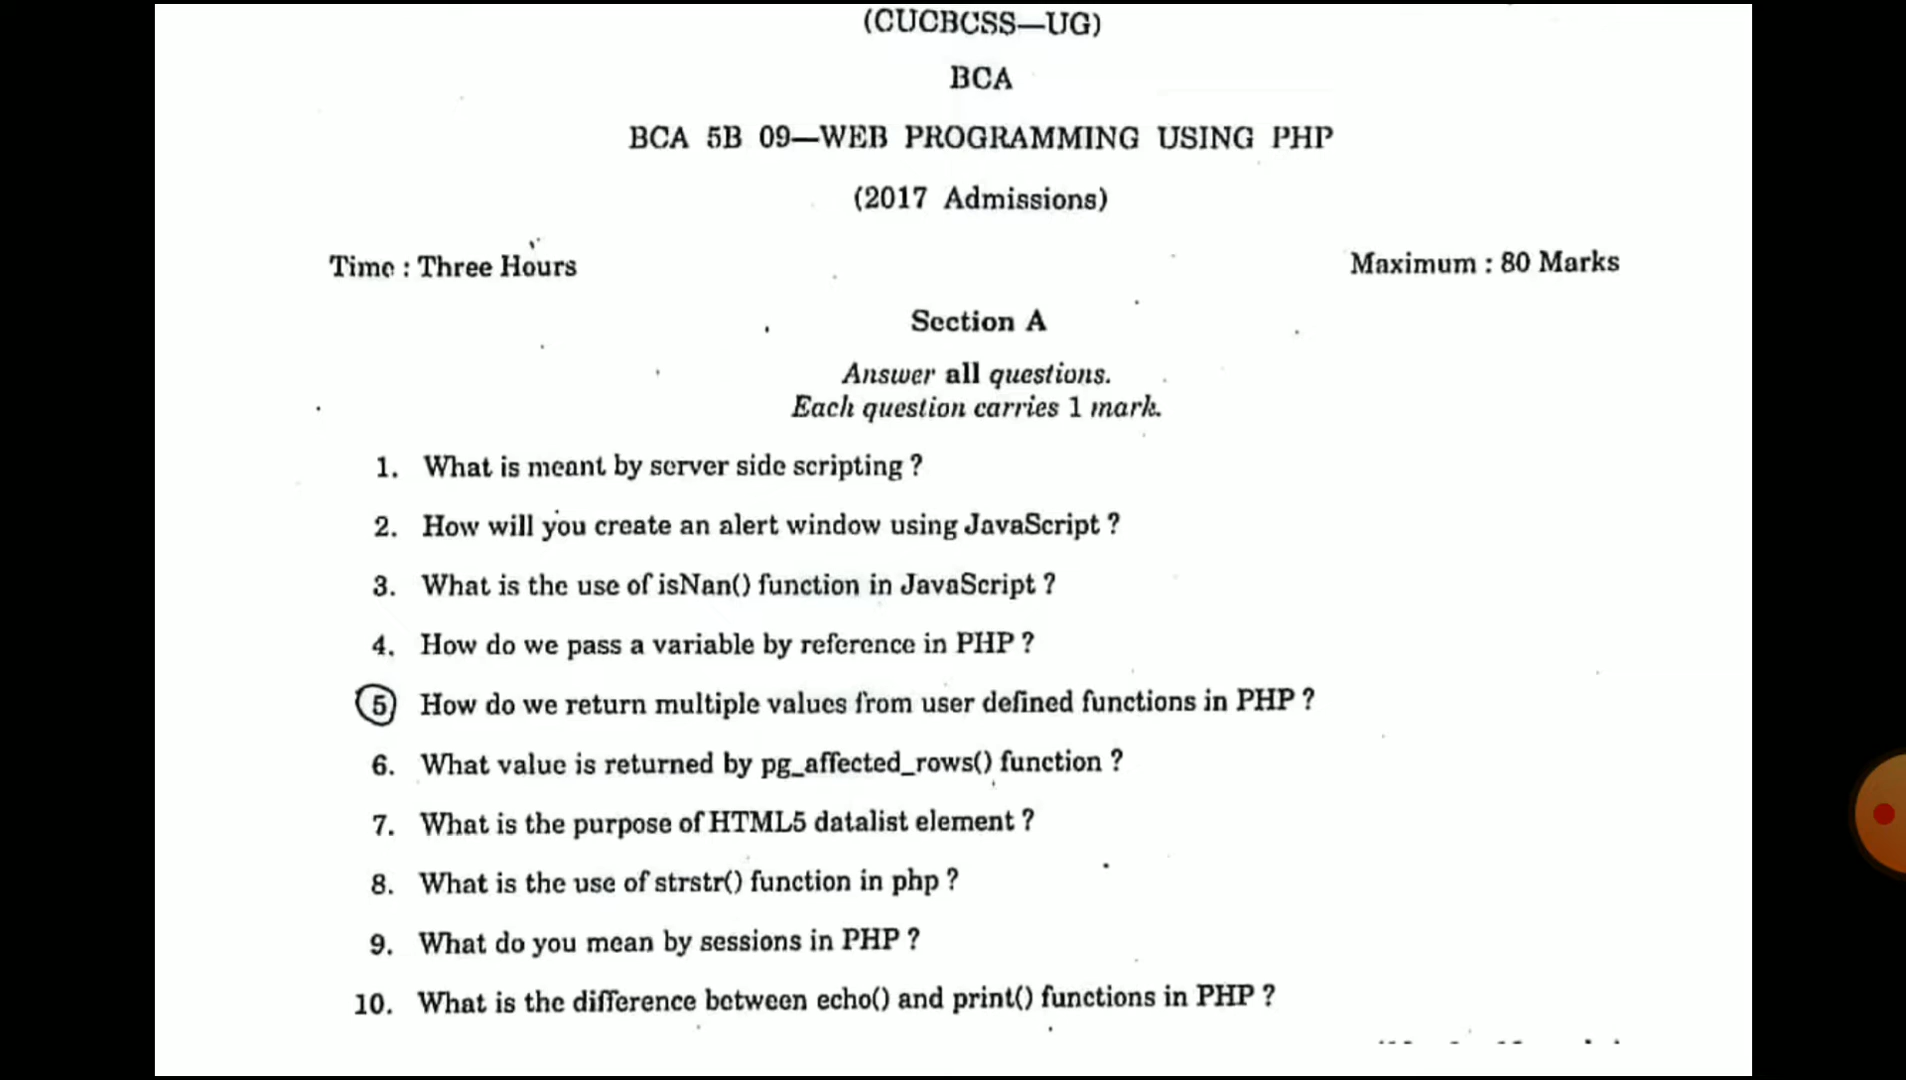 (CUCBCSS—UG)
BCA
BCA 5B 09—WEB PROGRAMMING USING PHP
(2017 Admissions)
Time : Three Hours
Maximum : 80 Marks
Section A
Answer all questions.
Each question carries 1 mark.
1. What is meant by server side scripting ?
2. How will you create an alert window using JavaScript ?
3. What is the use of isNan() function in JavaScript ?
4. How do we pass a variable by reference in PHP ?
5 How do we return multiple values from user defined functions in PHP ?
6. What value is returned by pg_affected_rows() function ?
7. What is the purpose of HTML5 datalist element ?
8. What is the use of strstr() function in php ?
9. What do you mean by sessions in PHP ?
10. What is the difference between echo() and print() functions in PHP ?